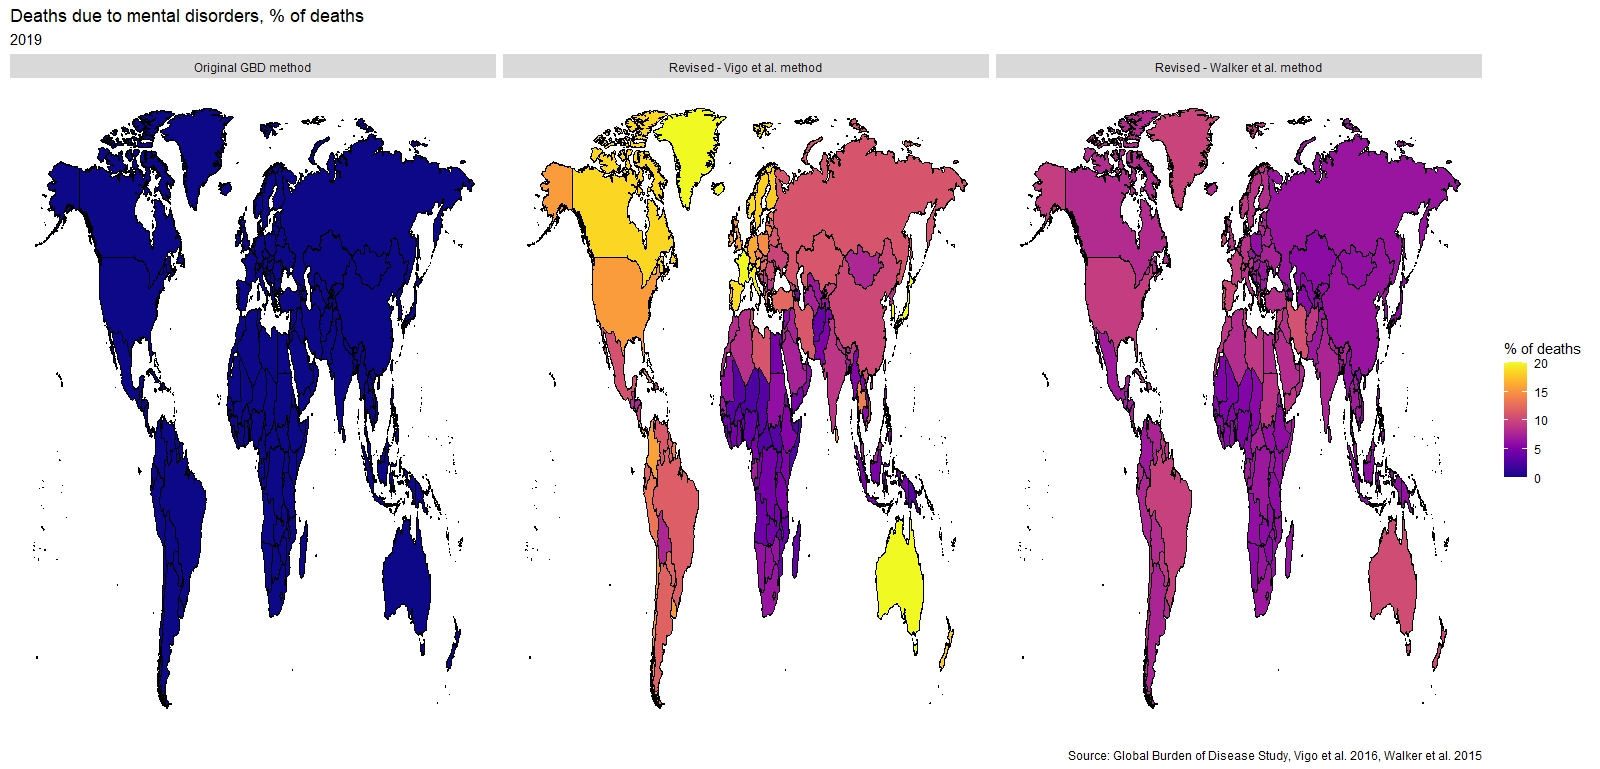 Deaths due to mental disorders, % of deaths
2019
Original GBD method
Revised - Vigo et al. method
Revised - Walker et al. method
% of deaths
20
15
10
5
0
Source: Global Burden of Disease Study, Vigo et al. 2016, Walker et al. 2015